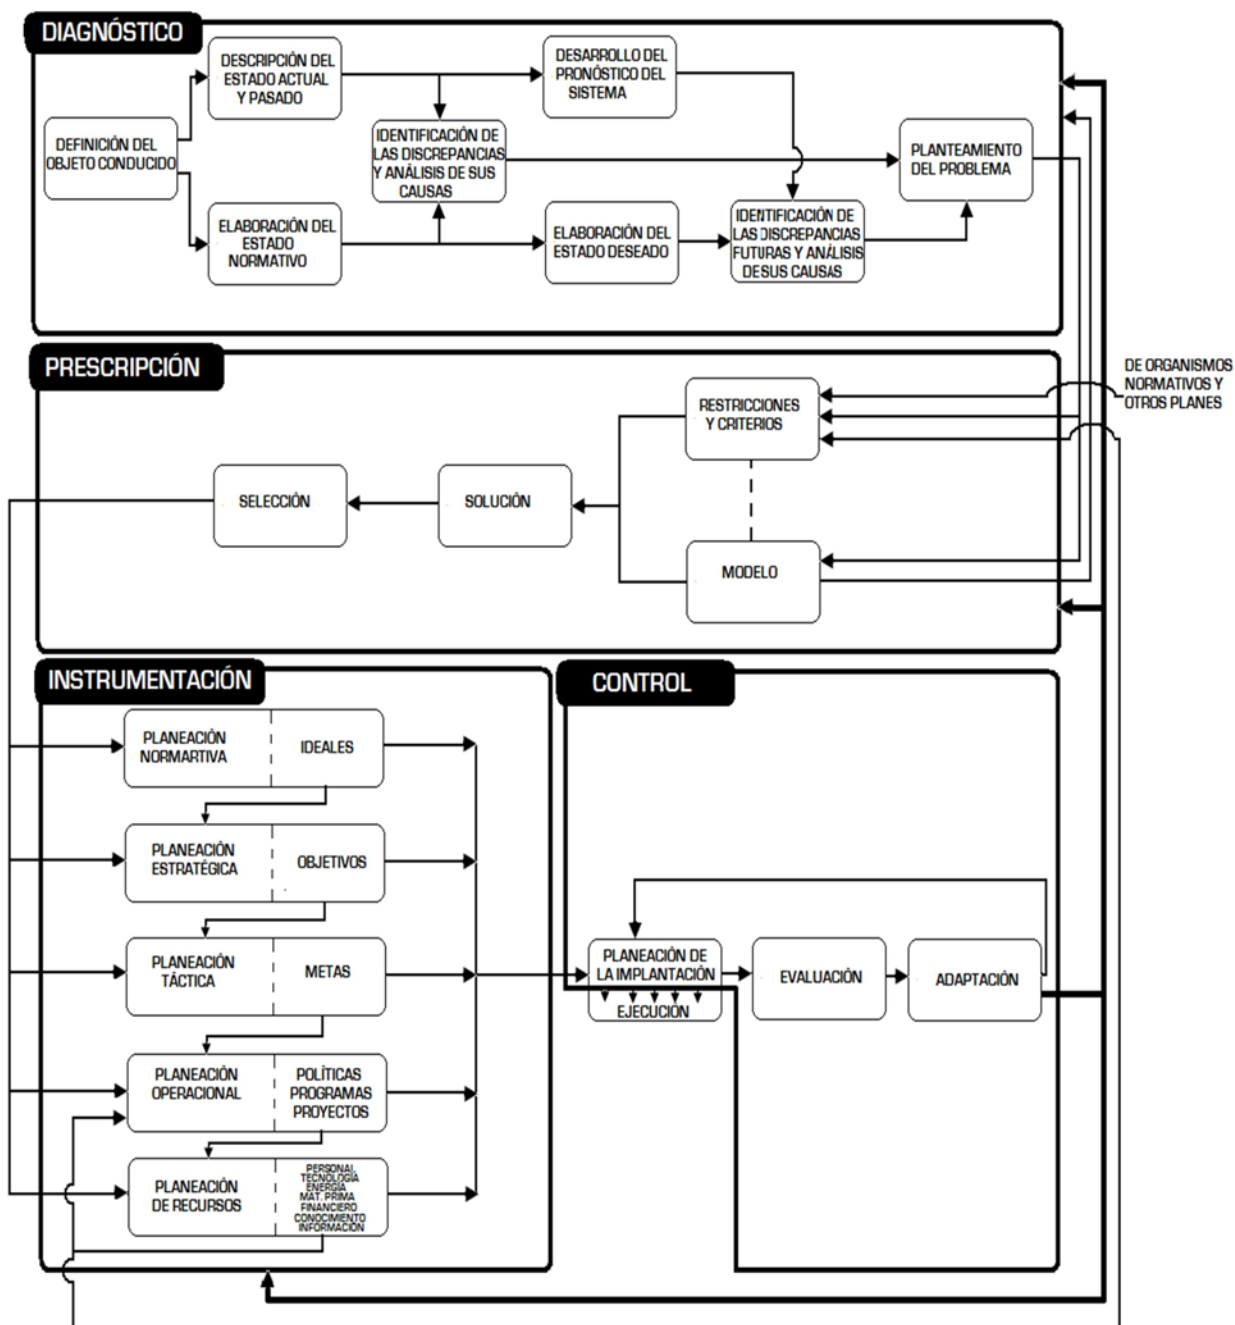 DIAGNÓSTICO
DESCRIPCIÓN DEL
ESTADO ACTUAL
Y PASADO
DESARROLLO DEL
PRONÓSTICO DEL
SISTEMA
DEFINICIÓN DEL
OBJETO CONDUCIDO
IDENTIFICACIÓN DE
LAS DISCREPANCIAS
Y ANÁLISIS DE SUS
CAUSAS
PLANTEAMIENTO
DEL PROBLEMA
ELABORACIÓN DEL
ESTADO
NORMATIVO
ELABORACIÓN DEL
ESTADO DESEADO
IDENTIFICACIÓN DE
LAS DISCREPANCIAS
FUTURAS Y ANÁLISIS
DE SUS CAUSAS
PRESCRIPCIÓN
DE ORGANISMOS
NORMATIVOS Y
OTROS PLANES
RESTRICCIONES
Y CRITERIOS
SELECCIÓN
SOLUCIÓN
MODELO
INSTRUMENTACIÓN
PLANEACIÓN
NORMARTIVA
IDEALES
PLANEACIÓN
ESTRATÉGICA
OBJETIVOS
PLANEACIÓN
TÁCTICA
METAS
PLANEACIÓN
OPERACIONAL
POLÍTICAS
PROGRAMAS
PROYECTOS
PLANEACIÓN
DE RECURSOS
PERSONAL
TECNOLOGÍA
ENERGÍA
MAT. PRIMA
FINANCIERO
CONOCIMIENTO
INFORMACIÓN
CONTROL
PLANEACIÓN DE
LA IMPLANTACIÓN
EJECUCIÓN
EVALUACIÓN
ADAPTACIÓN